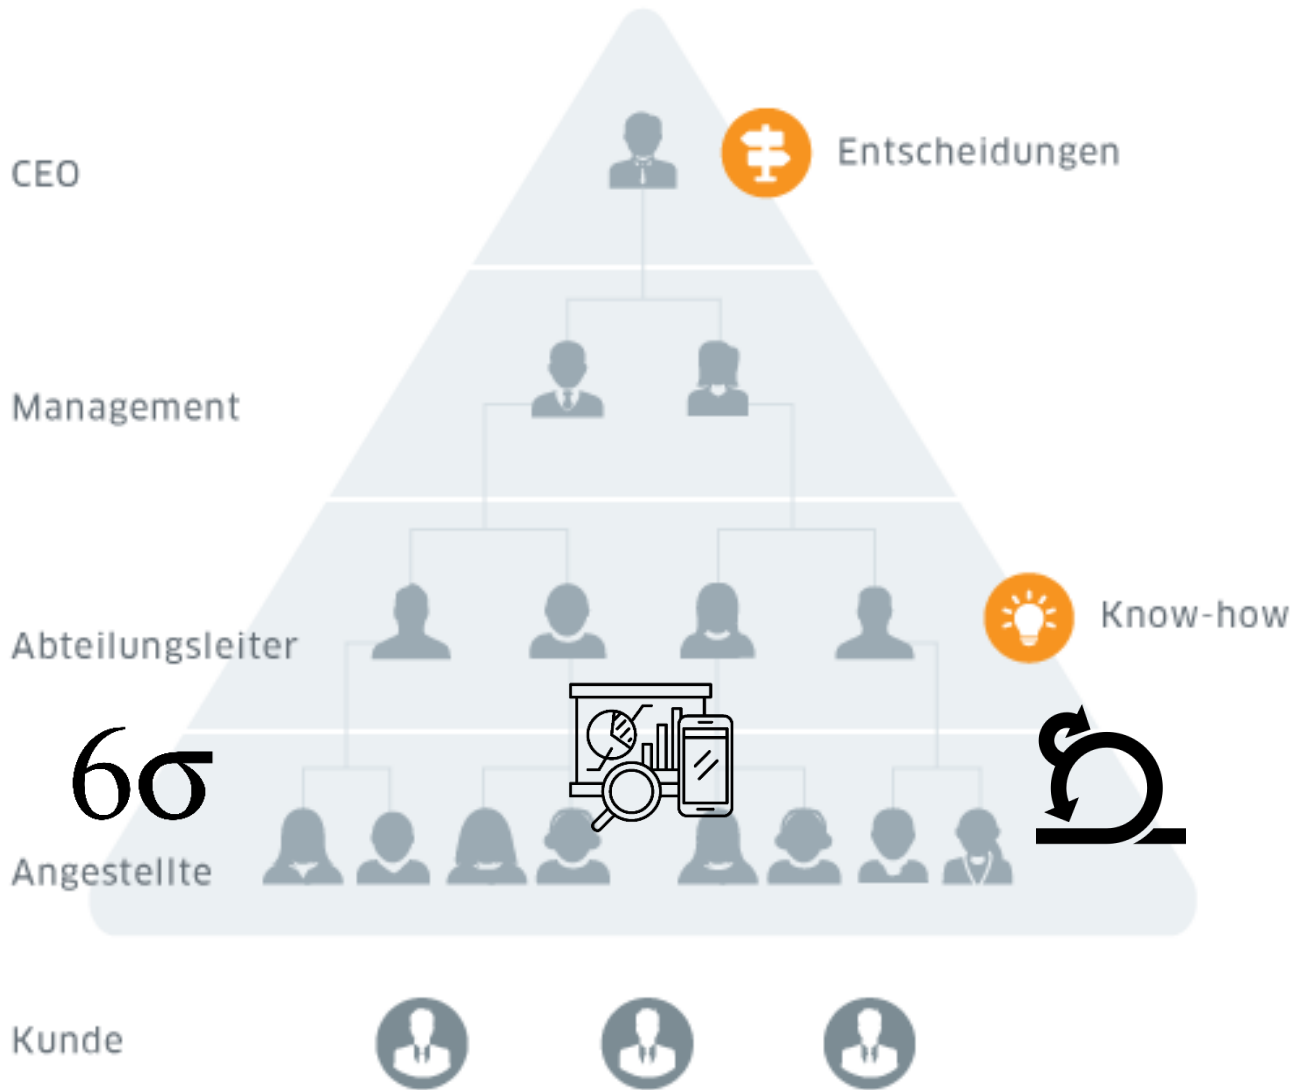 CEO
Entscheidungen
Management
Abteilungsleiter
Know-how
6σ
Angestellte
Kunde